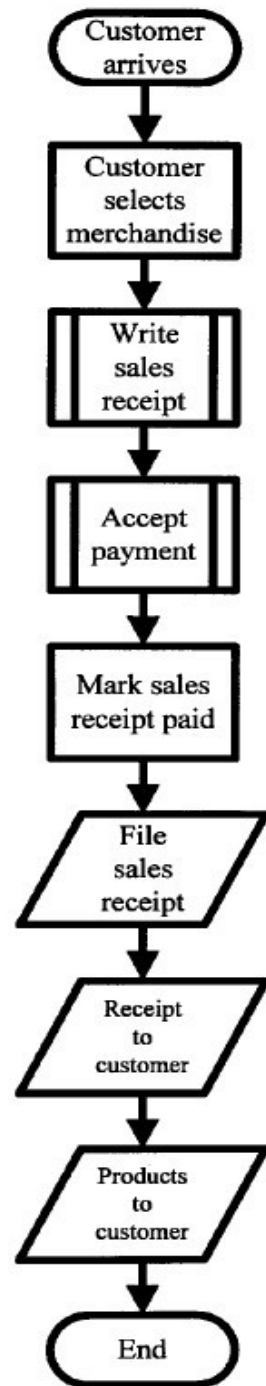 Customer
arrives
Customer
selects
merchandise
Write
sales
receipt
Accept
payment
Mark sales
receipt paid
File
sales
receipt
Receipt
to
customer
Products
to
customer
End